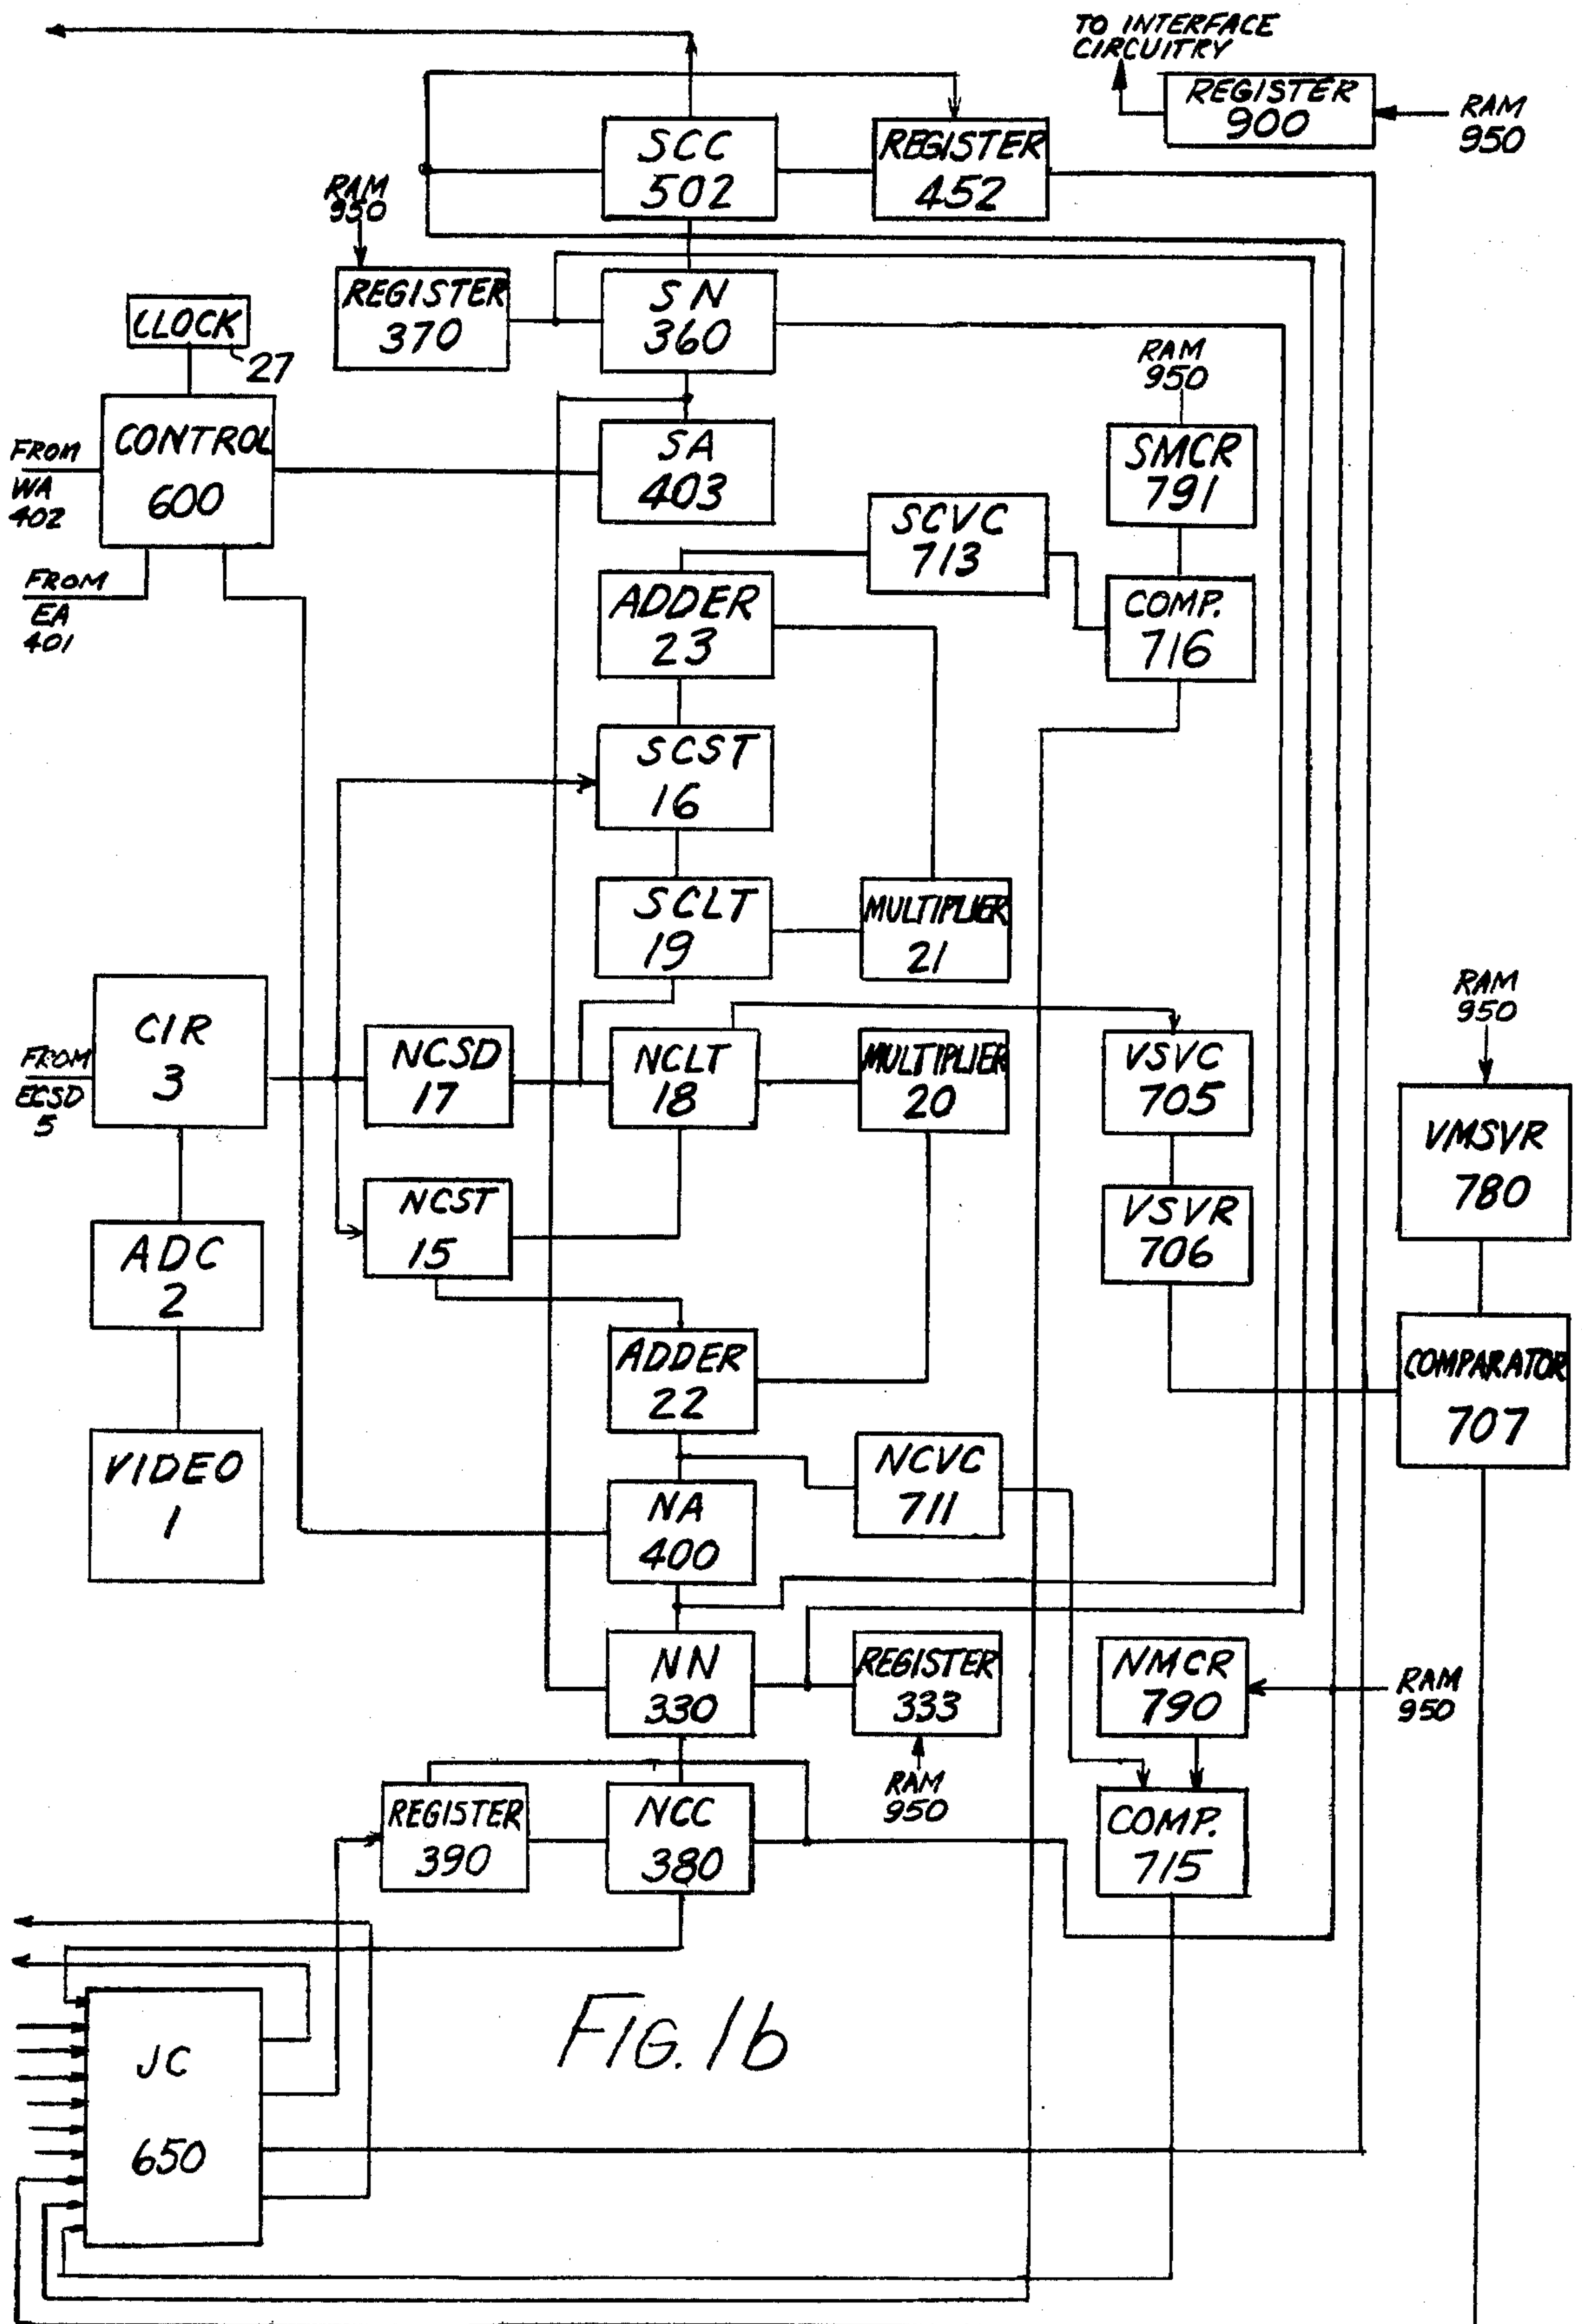 TO INTERFACE
CIRCUITRY
REGISTER
900
RAM
950
SCC
502
REGISTER
452
RAM
950
REGISTER
370
SN
360
CLOCK
27
CONTROL
600
FROM
WA
402
FROM
EA
401
SA
403
RAM
950
SMCR
791
SCVC
713
COMP.
716
ADDER
23
SCST
16
SCLT
19
MULTIPLIER
21
CIR
3
FROM
ECSD
5
NCSD
17
NCLT
18
MULTIPLIER
20
VSVC
705
RAM
950
VMSVR
780
NCST
15
VSVR
706
ADC
2
ADDER
22
COMPARATOR
707
VIDEO
1
NCVC
711
NA
400
NN
330
REGISTER
333
RAM
950
NMCR
790
RAM
950
REGISTER
390
NCC
380
COMP.
715
JC
650
FIG. 1b